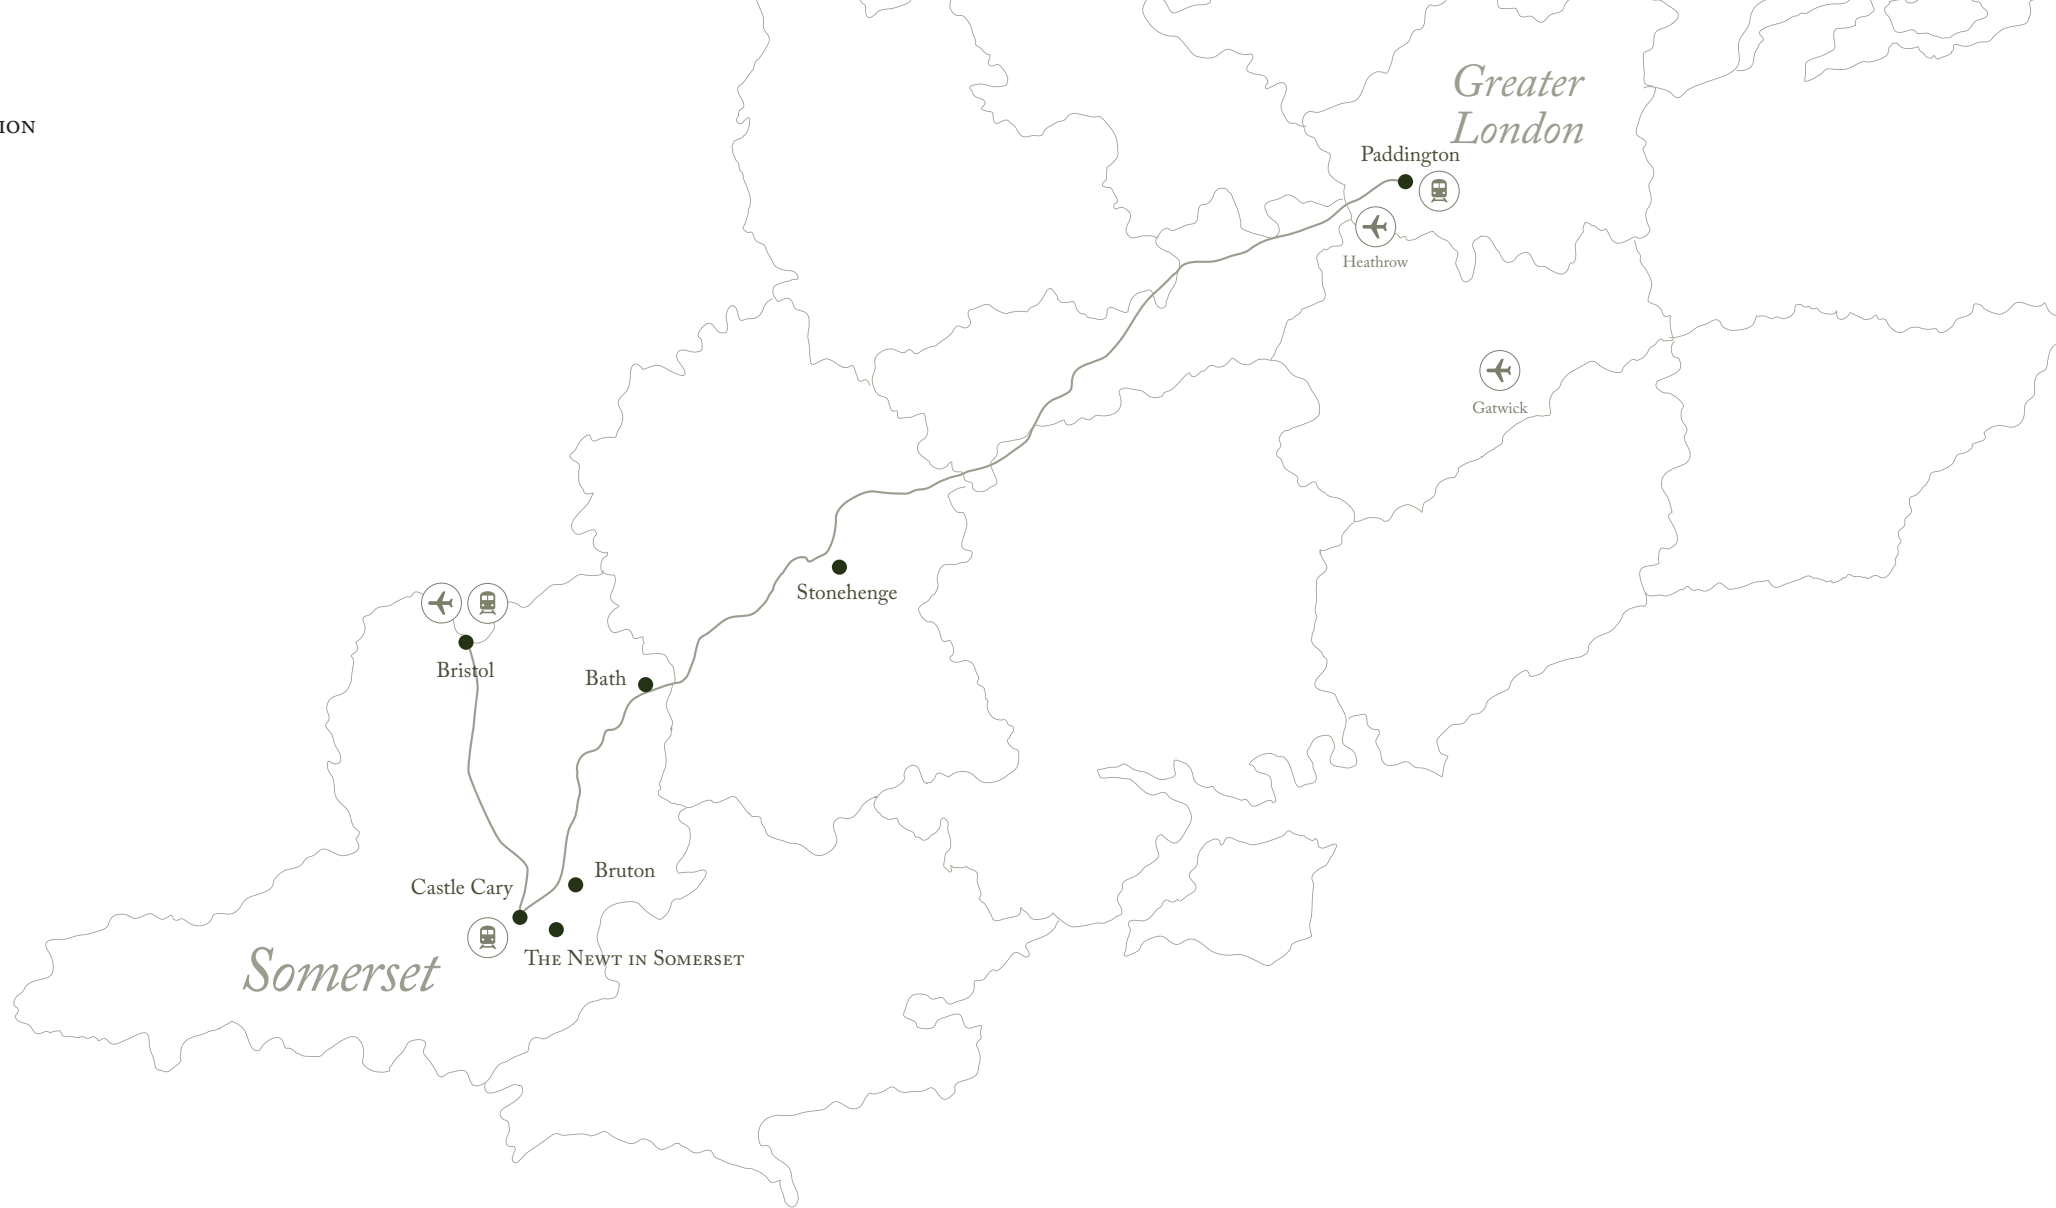 Greater
London
ION
Paddington
Heathrow
Gatwick
Stonehenge
Bristol
Bath
Bruton
Castle Cary
The Newt in Somerset
Somerset